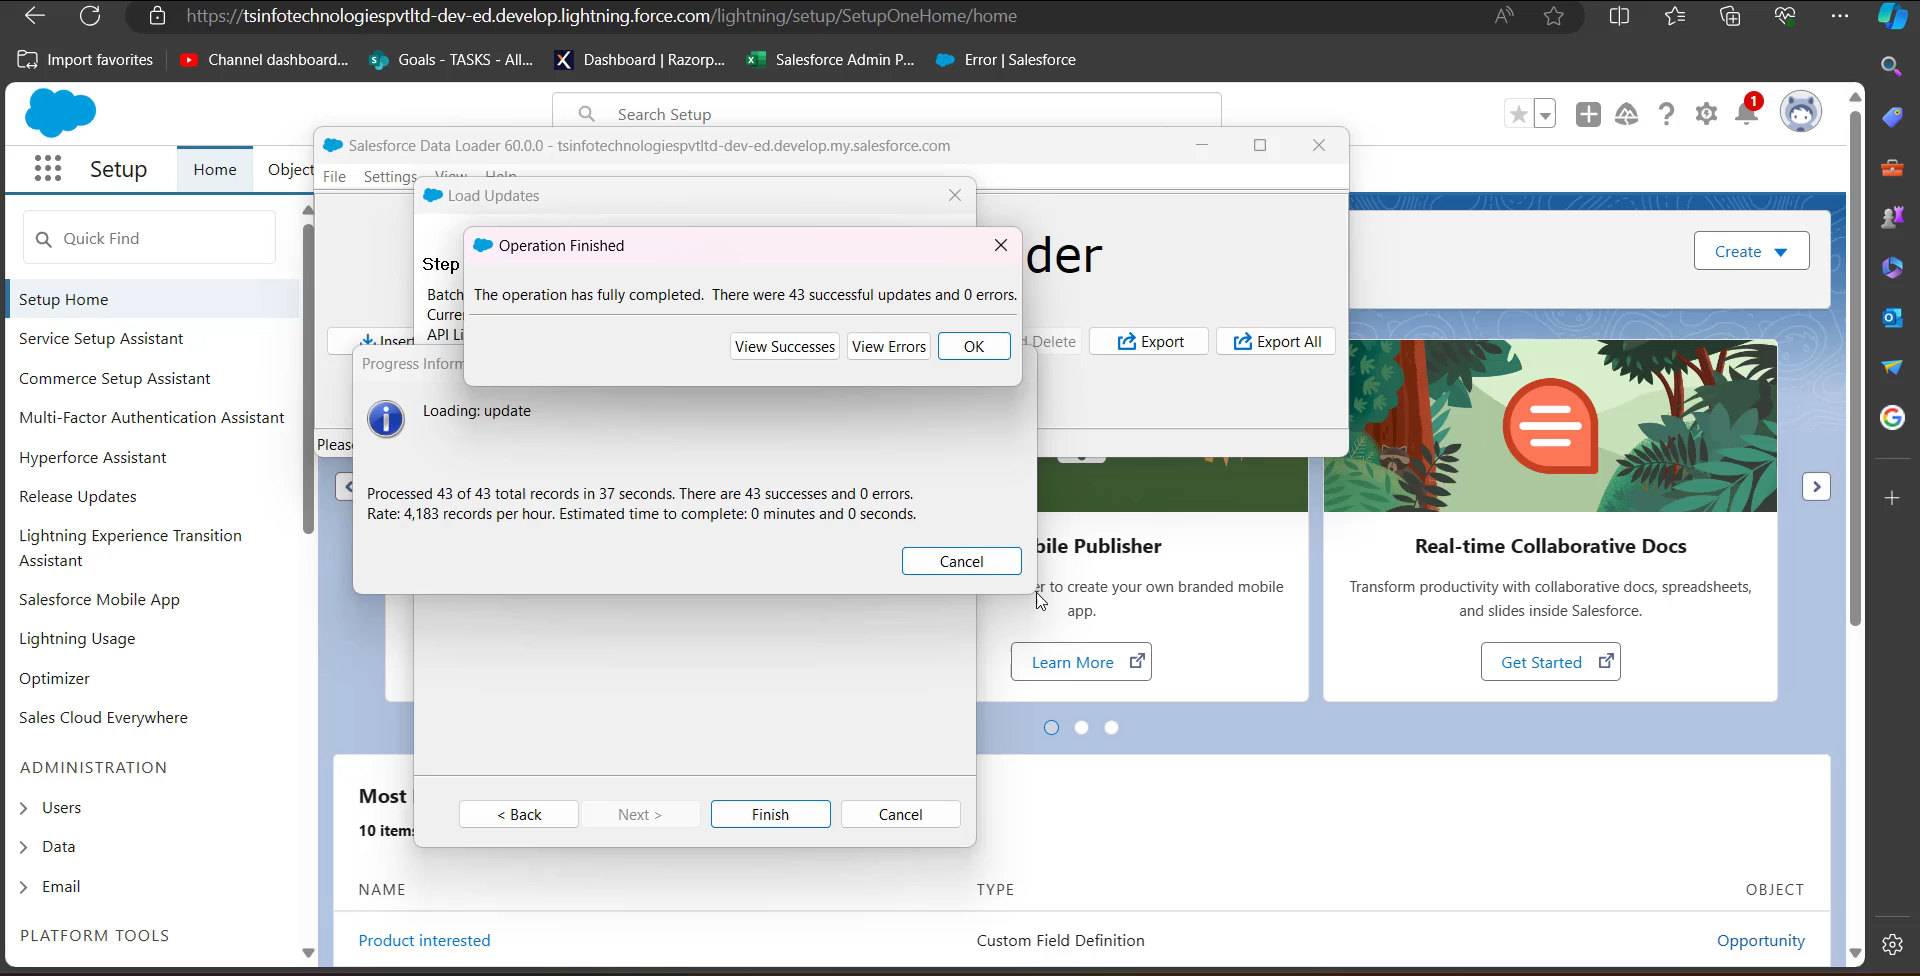 https://tsinfotechnologiespvtltd-dev-ed.develop.lightning.force.com/lightning/setup/SetupOneHome/home
Import favorites
Channel dashboard...
Goals - TASKS - All...
Dashboard | Razorp...
Salesforce Admin P...
Error | Salesforce
Search Setup
1
Setup
Home
Object
Salesforce Data Loader 60.0.0 - tsinfotechnologiespvtltd-dev-ed.develop.my.salesforce.com
File
Settings
View
Help
Load Updates
Quick Find
Operation Finished
Create
der
Step
The operation has fully completed. There were 43 successful updates and 0 errors.
Batch
Curre
API Li
Setup Home
Service Setup Assistant
Commerce Setup Assistant
Multi-Factor Authentication Assistant
Hyperforce Assistant
Release Updates
Lightning Experience Transition
Assistant
Salesforce Mobile App
Lightning Usage
Optimizer
Sales Cloud Everywhere
ADMINISTRATION
Users
Data
Email
PLATFORM TOOLS
Insert
View Successes
View Errors
OK
d Delete
Export
Export All
Progress Inform
Loading: update
Pleas
Processed 43 of 43 total records in 37 seconds. There are 43 successes and 0 errors.
Rate: 4,183 records per hour. Estimated time to complete: 0 minutes and 0 seconds.
Cancel
bile Publisher
er to create your own branded mobile
app.
Learn More
Real-time Collaborative Docs
Transform productivity with collaborative docs, spreadsheets,
and slides inside Salesforce.
Get Started
< Back
Next >
Finish
Cancel
Most
10 items
NAME
TYPE
OBJECT
Product interested
Custom Field Definition
Opportunity